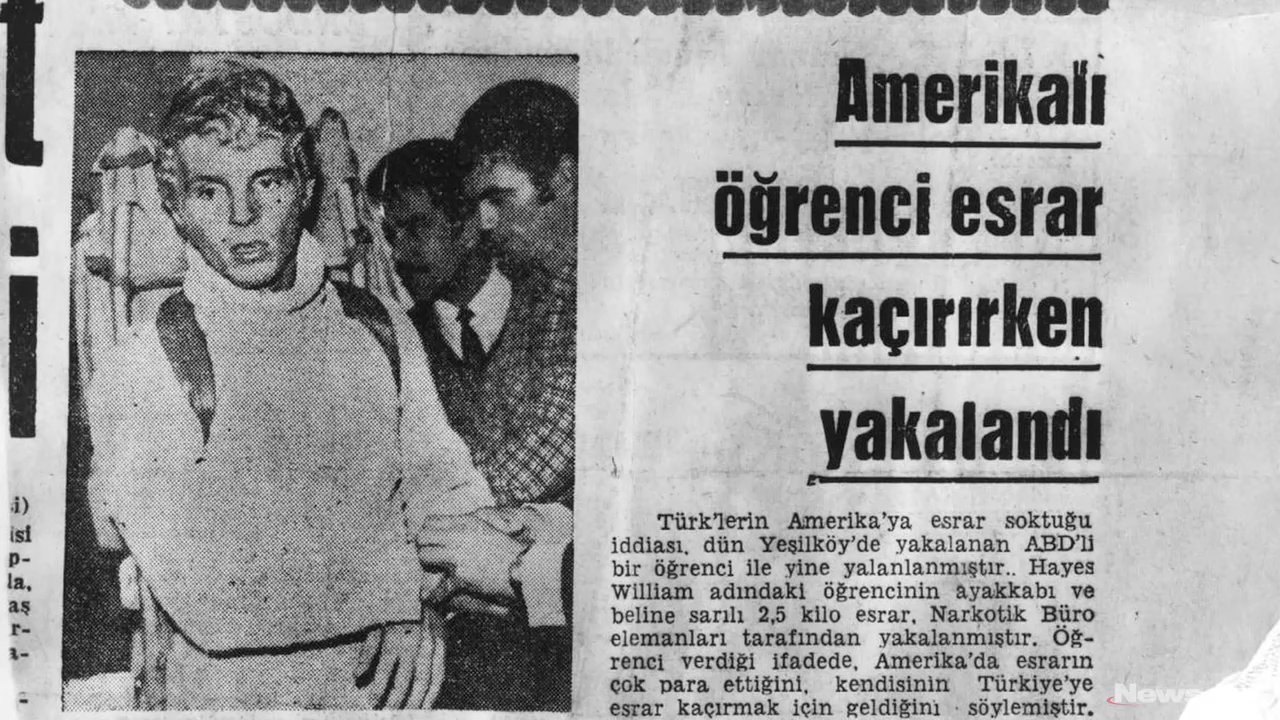 Amerikalı
öğrenci esrar
kaçırırken
yakalandı
Türk'lerin Amerika'ya esrar soktuğu
iddiası, dün Yeşilköy'de yakalanan ABD'li
bir öğrenci ile yine yalanlanmıştır.. Hayes
William adındaki öğrencinin ayakkabı ve
beline sarılı 2,5 kilo esrar, Narkotik Büro
elemanları tarafından yakalanmıştır. Öğ-
renci verdiği ifadede, Amerika'da esrarın
çok para ettiğini, kendisinin Türkiye'ye
esrar kaçırmak için geldiğini söylemiştir.
News